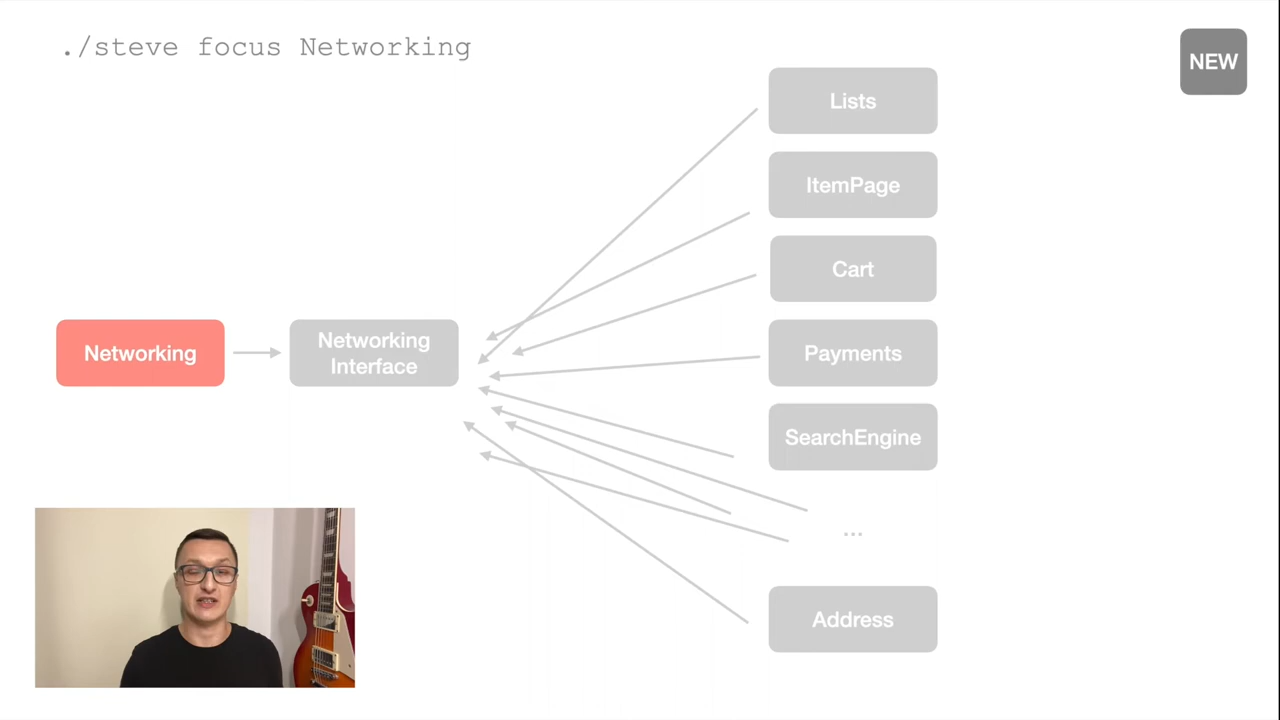 ./steve focus Networking
NEW
Lists
ItemPage
Cart
Networking
Networking
Interface
Payments
SearchEngine
...
Address